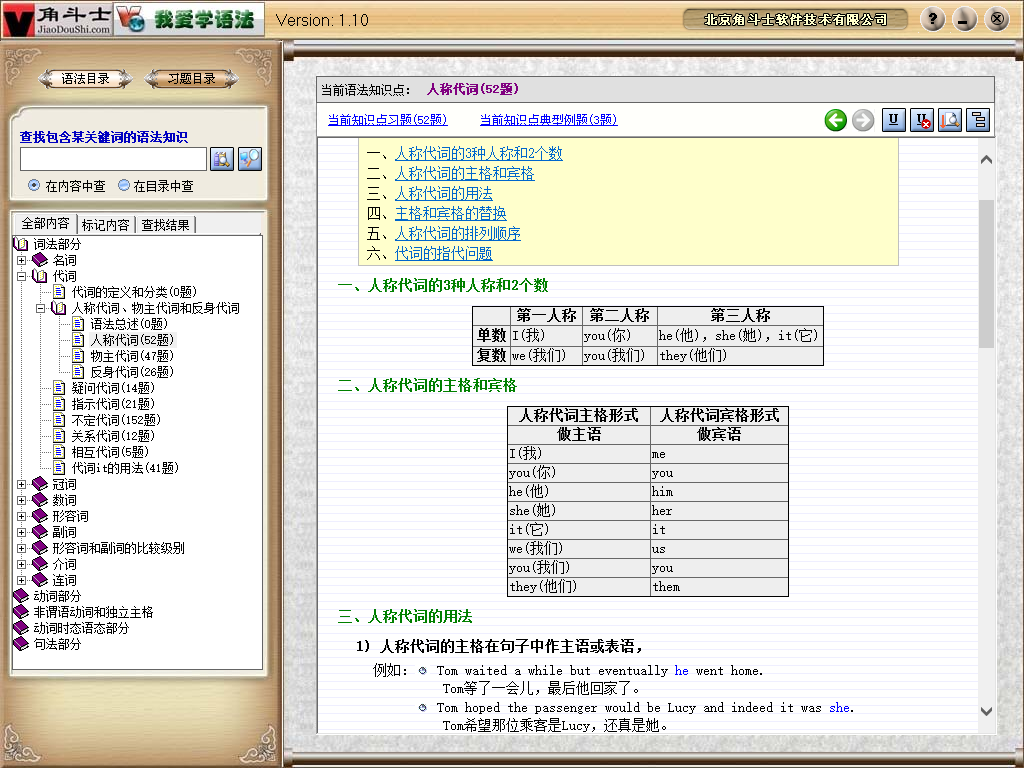 角斗士
JiaoDouShi.com
我爱学语法
Version: 1.10
北京角斗士软件技术有限公司
语法目录
习题目录
查找包含某关键词的语法知识
在内容中查
在目录中查
全部内容
标记内容
查找结果
词法部分
名词
代词
代词的定义和分类(0题)
人称代词、物主代词和反身代词
语法总述(0题)
人称代词(52题)
物主代词(47题)
反身代词(26题)
疑问代词(14题)
指示代词(21题)
不定代词(152题)
关系代词(12题)
相互代词(5题)
代词it的用法(41题)
冠词
数词
形容词
副词
形容词和副词的比较级别
介词
连词
动词部分
非谓语动词和独立主格
动词时态语态部分
句法部分
当前语法知识点： 人称代词(52题)
当前知识点习题(52题) 当前知识点典型例题(3题)
一、人称代词的3种人称和2个数
二、人称代词的主格和宾格
三、人称代词的用法
四、主格和宾格的替换
五、人称代词的排列顺序
六、代词的指代问题
一、人称代词的3种人称和2个数
第一人称 第二人称 第三人称
单数 I(我) you(你) he(他)，she(她)，it(它)
复数 we(我们) you(我们) they(他们)
二、人称代词的主格和宾格
人称代词主格形式 人称代词宾格形式
做主语 做宾语
I(我) me
you(你) you
he(他) him
she(她) her
it(它) it
we(我们) us
you(我们) you
they(他们) them
三、人称代词的用法
1) 人称代词的主格在句子中作主语或表语，
例如： Tom waited a while but eventually he went home.
Tom等了一会儿，最后他回家了。
Tom hoped the passenger would be Lucy and indeed it was she.
Tom希望那位乘客是Lucy，还真是她。